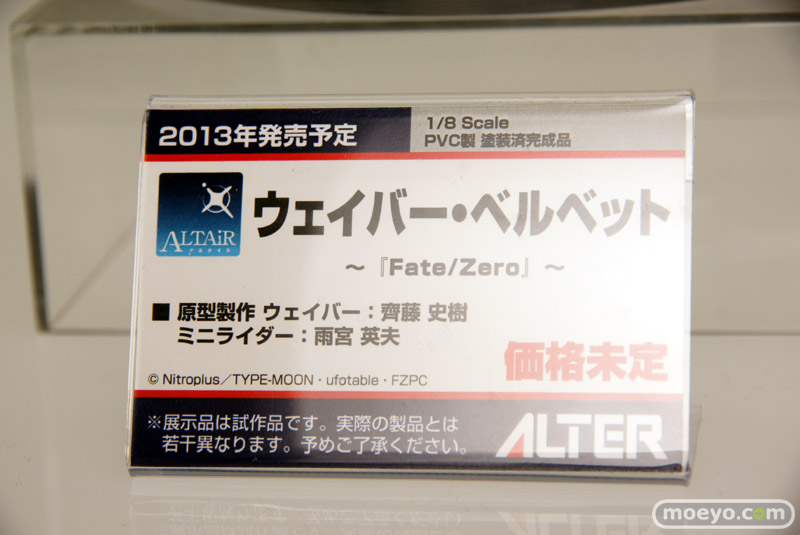 2013年発売予定
1/8 Scale
PVC製 塗装済完成品
ALTAiR
アルタイル
ウェイバー・ベルベット
～『Fate/Zero』～
■ 原型製作 ウェイバー：齊藤 史樹
ミニライダー：雨宮 英夫
価格未定
© Nitroplus／TYPE-MOON・ufotable・FZPC
※展示品は試作品です。実際の製品とは
若干異なります。予めご了承ください。
ALTER
moeyo.com